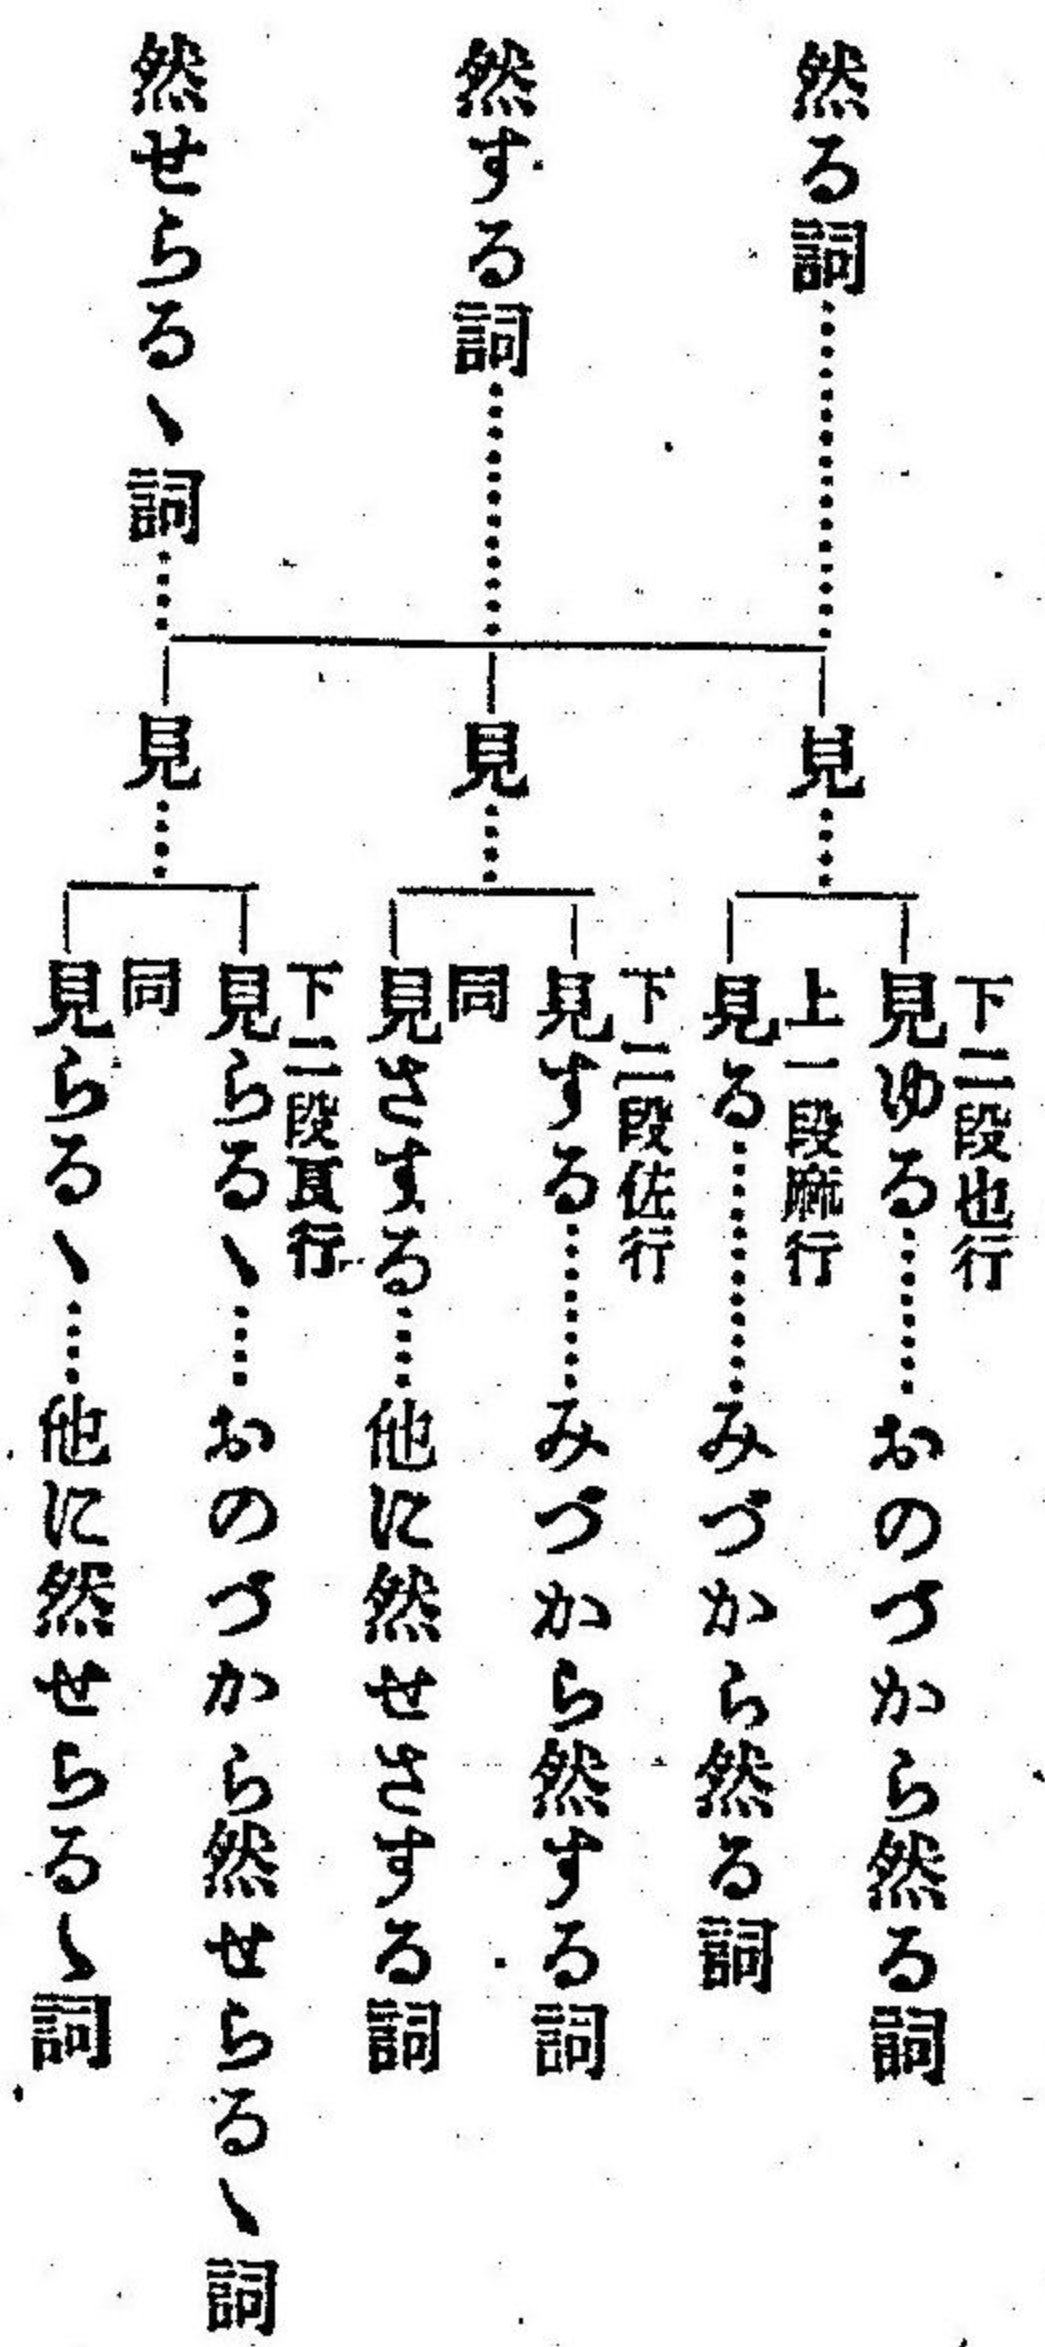 然る詞
然する詞
然せらるヽ詞
見
見
見
下二段也行
見ゆる
おのづから然る詞
上一段麻行
見る
みづから然る詞
下二段佐行
見する
みづから然する詞
同
見さする
他に然せさする詞
下二段良行
見らるヽ
おのづから然せらるヽ詞
同
見らるヽ
他に然せらるヽ詞